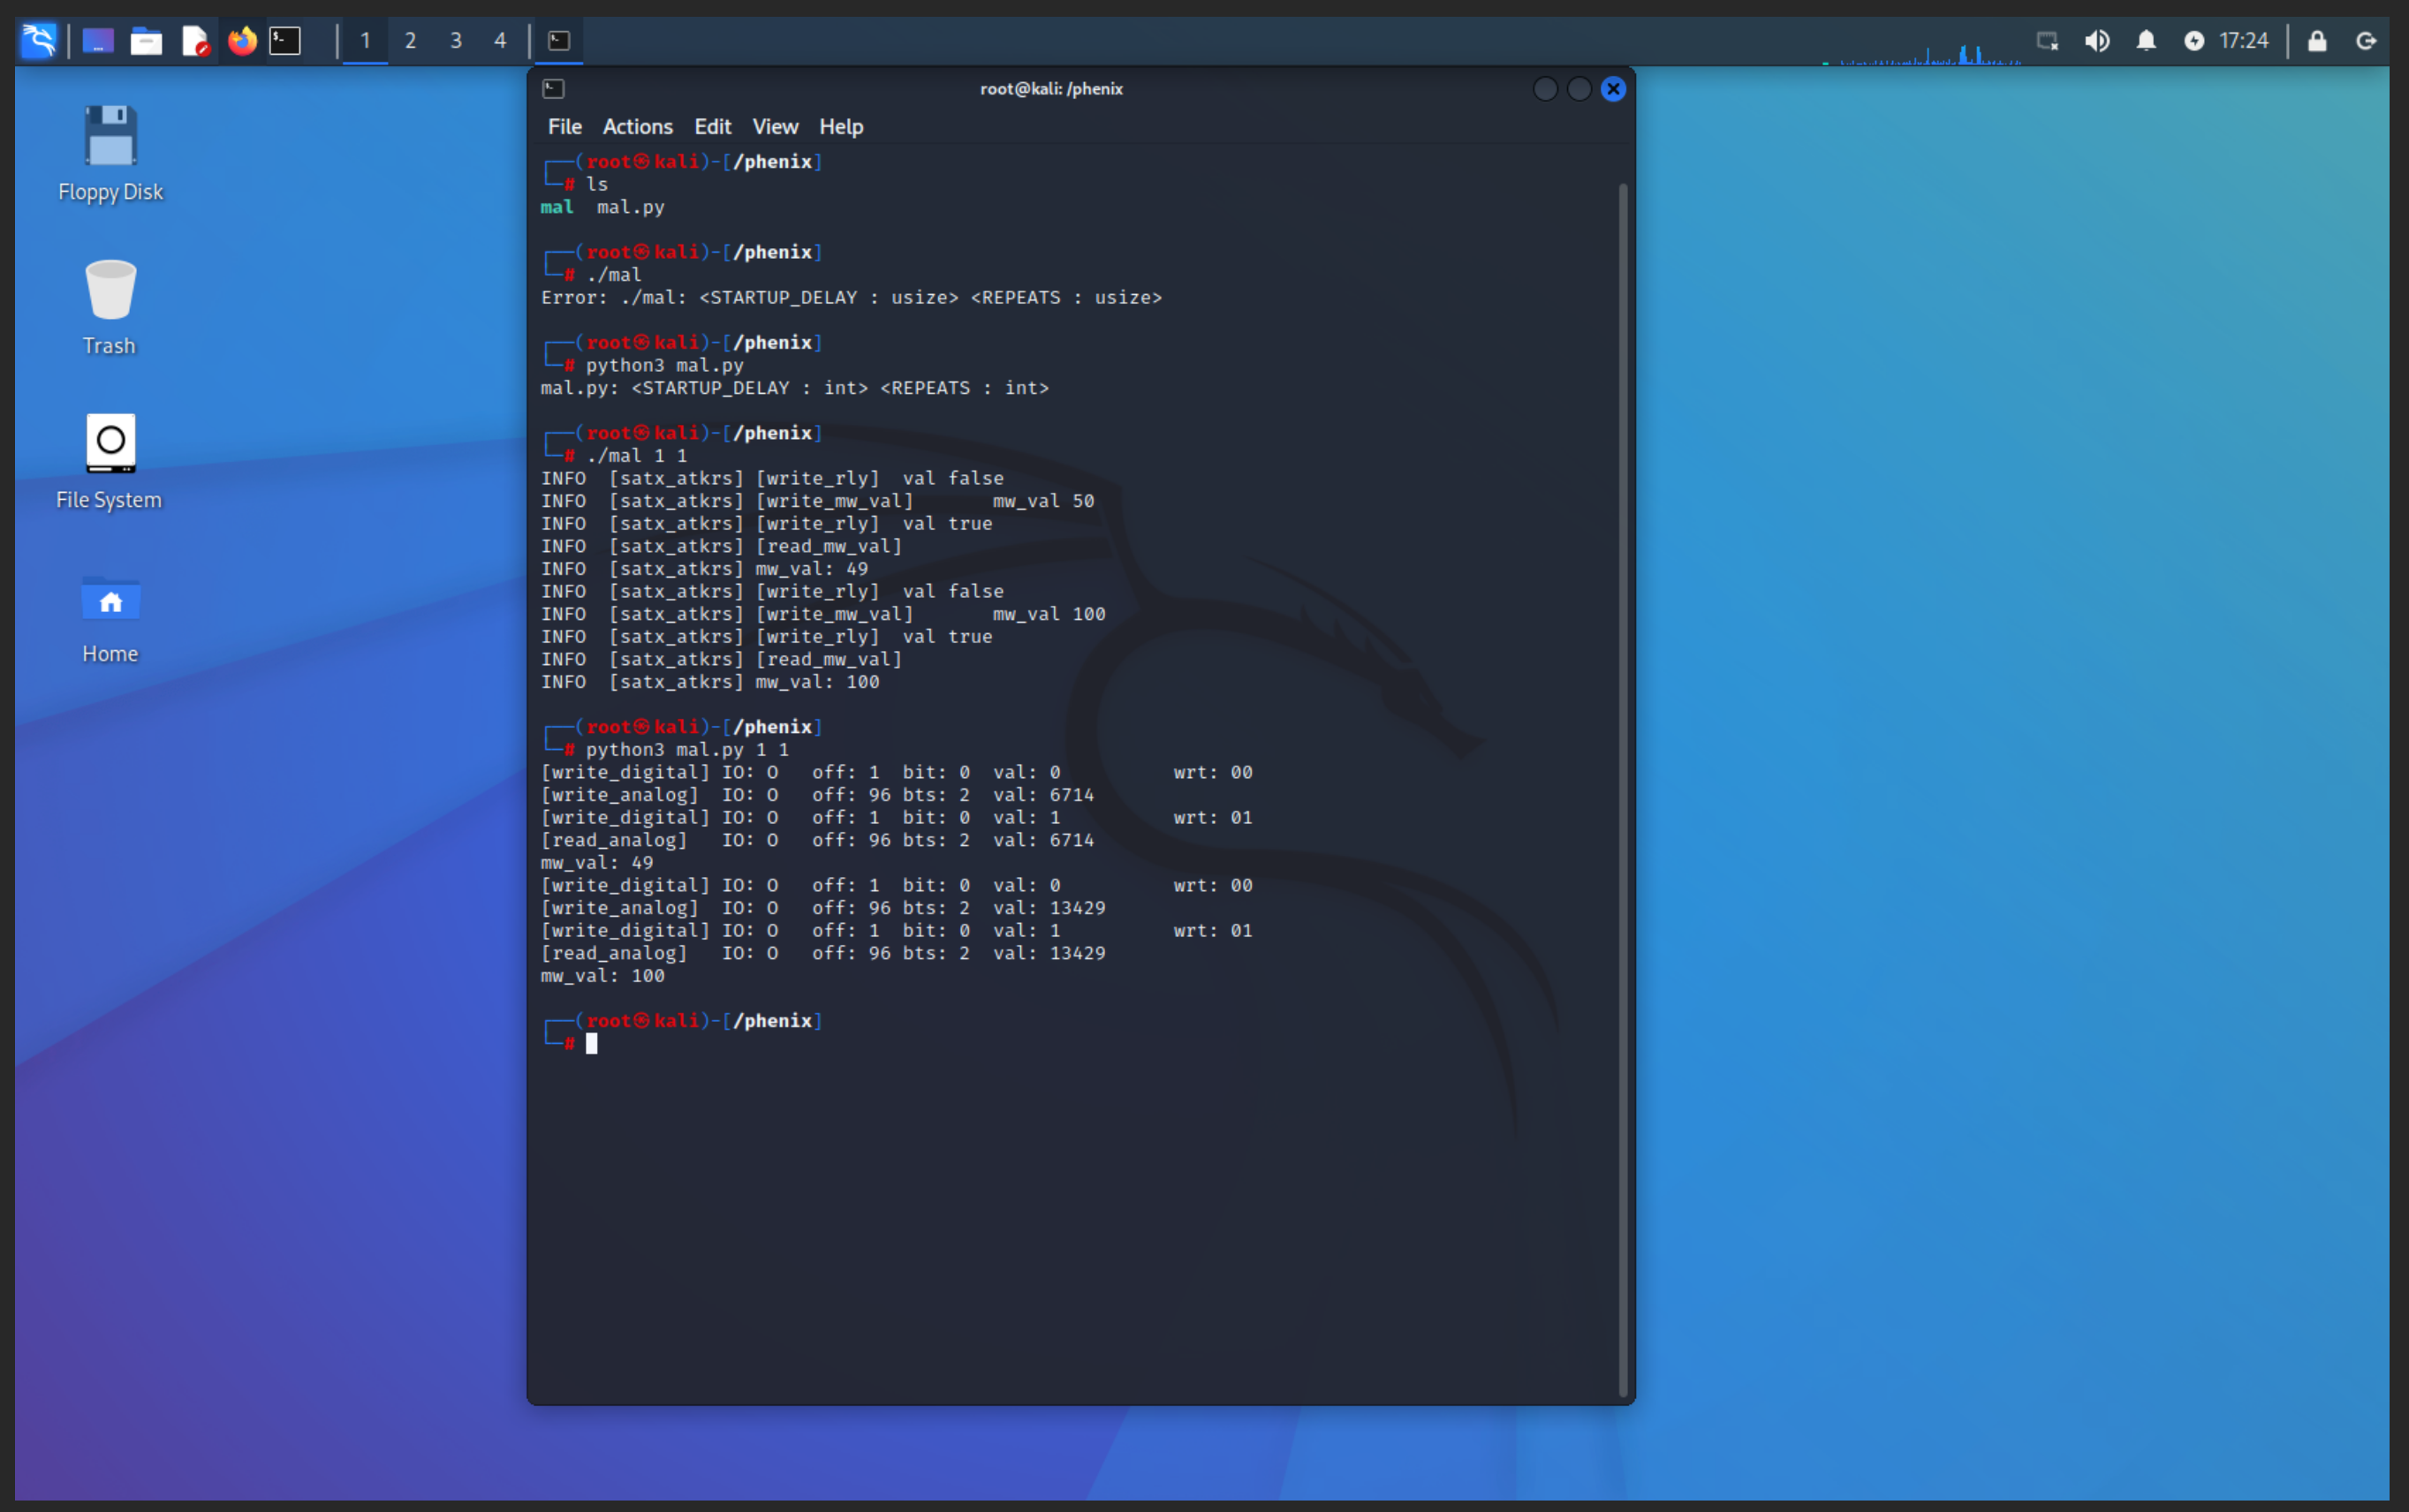 1 2 3 4 17:24
root@kali: /phenix
File Actions Edit View Help
Floppy Disk
Trash
File System
Home
┌──(root㉿kali)-[/phenix]
└─# ls
mal  mal.py
┌──(root㉿kali)-[/phenix]
└─# ./mal
Error: ./mal: <STARTUP_DELAY : usize> <REPEATS : usize>
┌──(root㉿kali)-[/phenix]
└─# python3 mal.py
mal.py: <STARTUP_DELAY : int> <REPEATS : int>
┌──(root㉿kali)-[/phenix]
└─# ./mal 1 1
INFO  [satx_atkrs] [write_rly]  val false
INFO  [satx_atkrs] [write_mw_val]       mw_val 50
INFO  [satx_atkrs] [write_rly]  val true
INFO  [satx_atkrs] [read_mw_val]
INFO  [satx_atkrs] mw_val: 49
INFO  [satx_atkrs] [write_rly]  val false
INFO  [satx_atkrs] [write_mw_val]       mw_val 100
INFO  [satx_atkrs] [write_rly]  val true
INFO  [satx_atkrs] [read_mw_val]
INFO  [satx_atkrs] mw_val: 100
┌──(root㉿kali)-[/phenix]
└─# python3 mal.py 1 1
[write_digital] IO: O   off: 1  bit: 0  val: 0          wrt: 00
[write_analog]  IO: O   off: 96 bts: 2  val: 6714
[write_digital] IO: O   off: 1  bit: 0  val: 1          wrt: 01
[read_analog]   IO: O   off: 96 bts: 2  val: 6714
mw_val: 49
[write_digital] IO: O   off: 1  bit: 0  val: 0          wrt: 00
[write_analog]  IO: O   off: 96 bts: 2  val: 13429
[write_digital] IO: O   off: 1  bit: 0  val: 1          wrt: 01
[read_analog]   IO: O   off: 96 bts: 2  val: 13429
mw_val: 100
┌──(root㉿kali)-[/phenix]
└─#